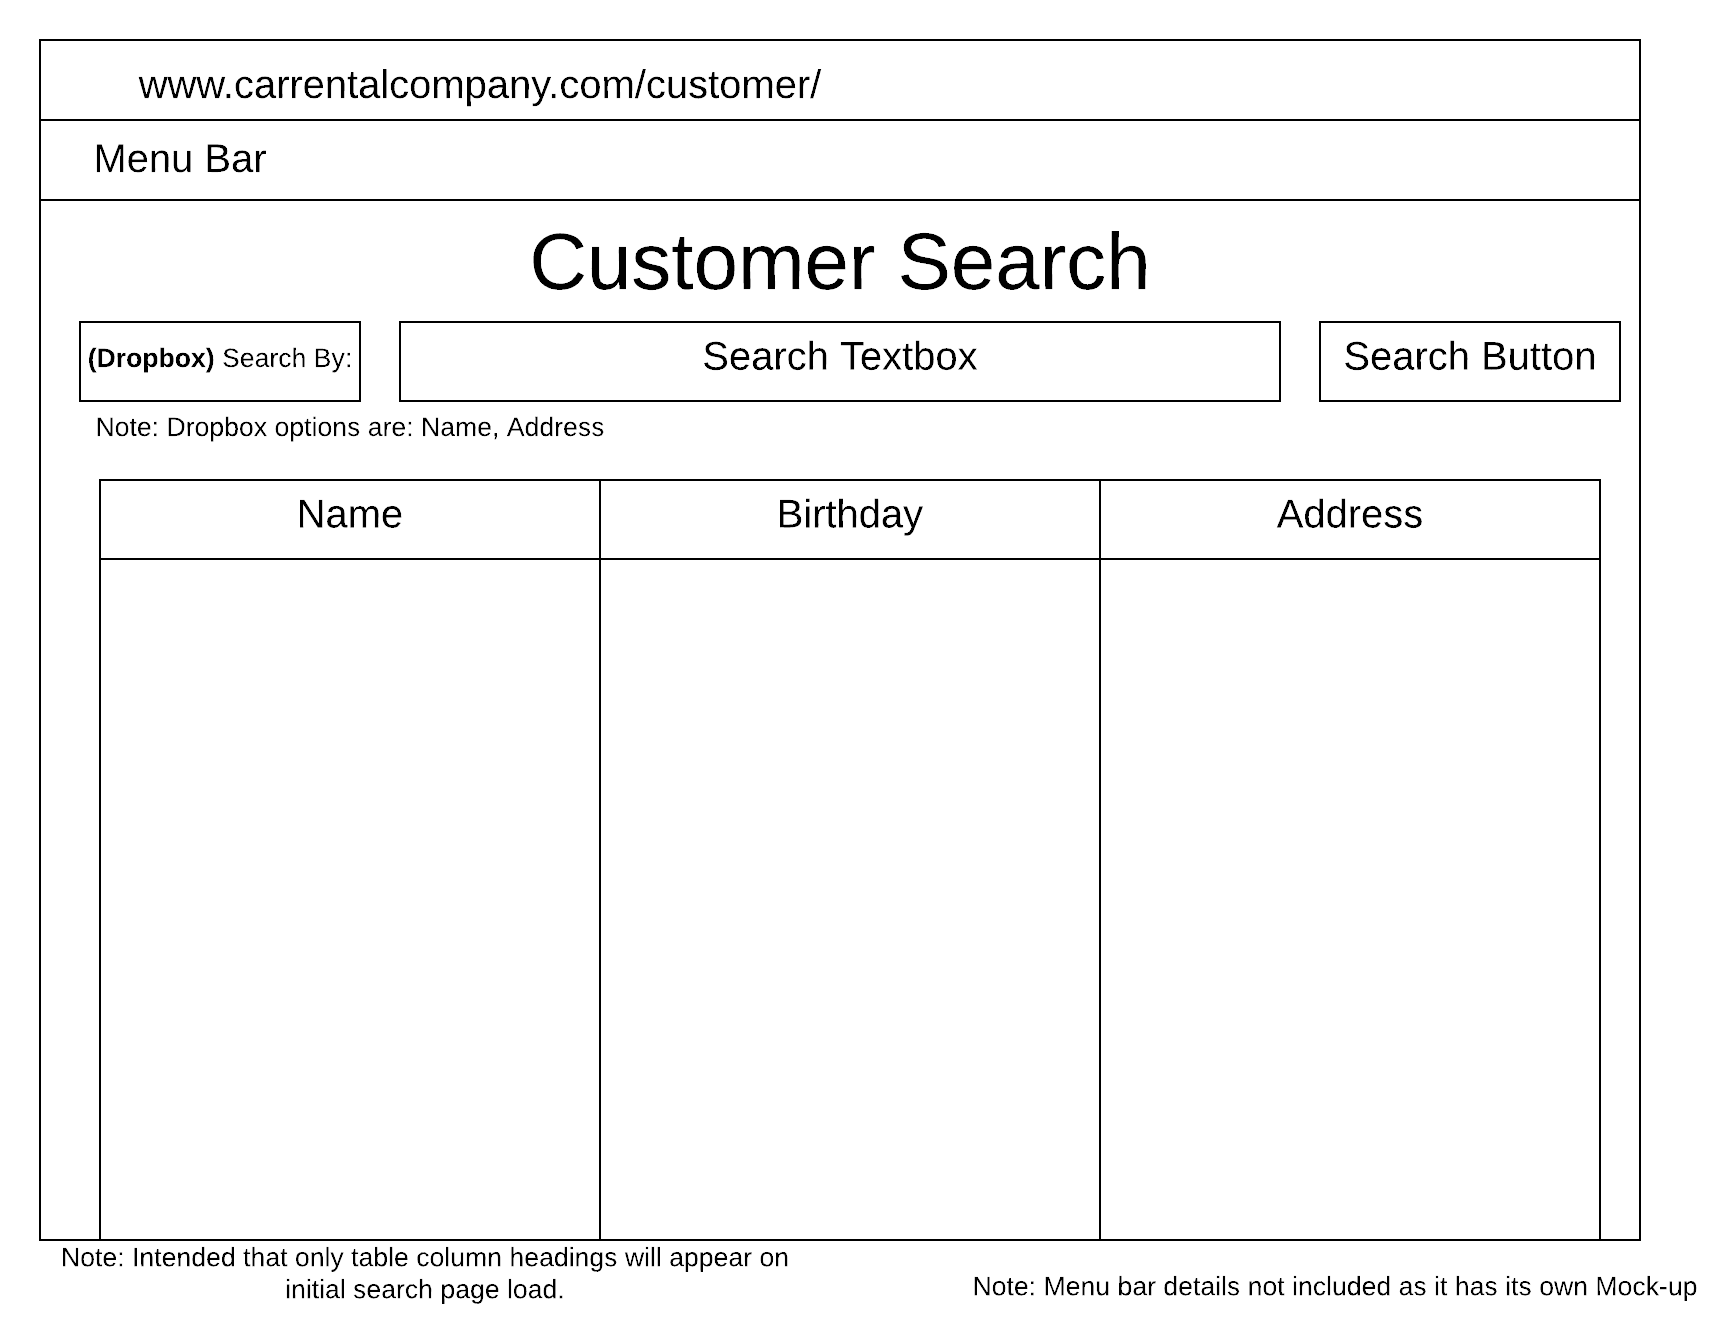 www.carrentalcompany.com/customer/
Menu Bar
Customer Search
(Dropbox) Search By:
Search Textbox
Search Button
Note: Dropbox options are: Name, Address
Name
Birthday
Address
Note: Intended that only table column headings will appear on
initial search page load.
Note: Menu bar details not included as it has its own Mock-up